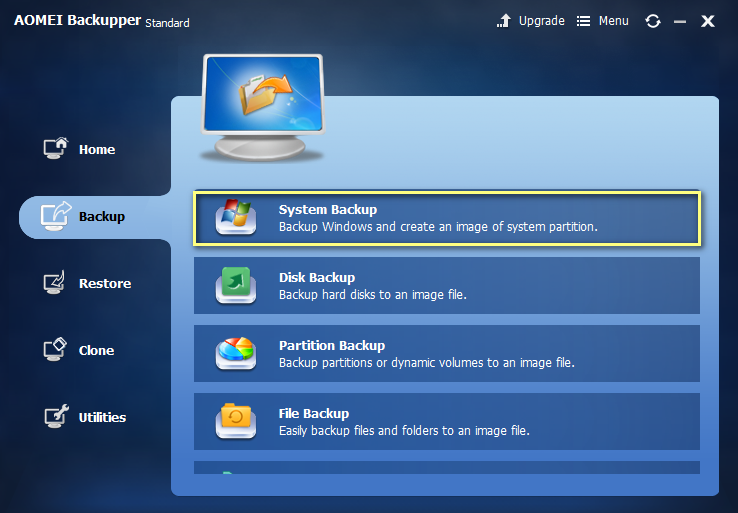 AOMEI Backupper Standard
Upgrade
Menu
Home
Backup
Restore
Clone
Utilities
System Backup
Backup Windows and create an image of system partition.
Disk Backup
Backup hard disks to an image file.
Partition Backup
Backup partitions or dynamic volumes to an image file.
File Backup
Easily backup files and folders to an image file.